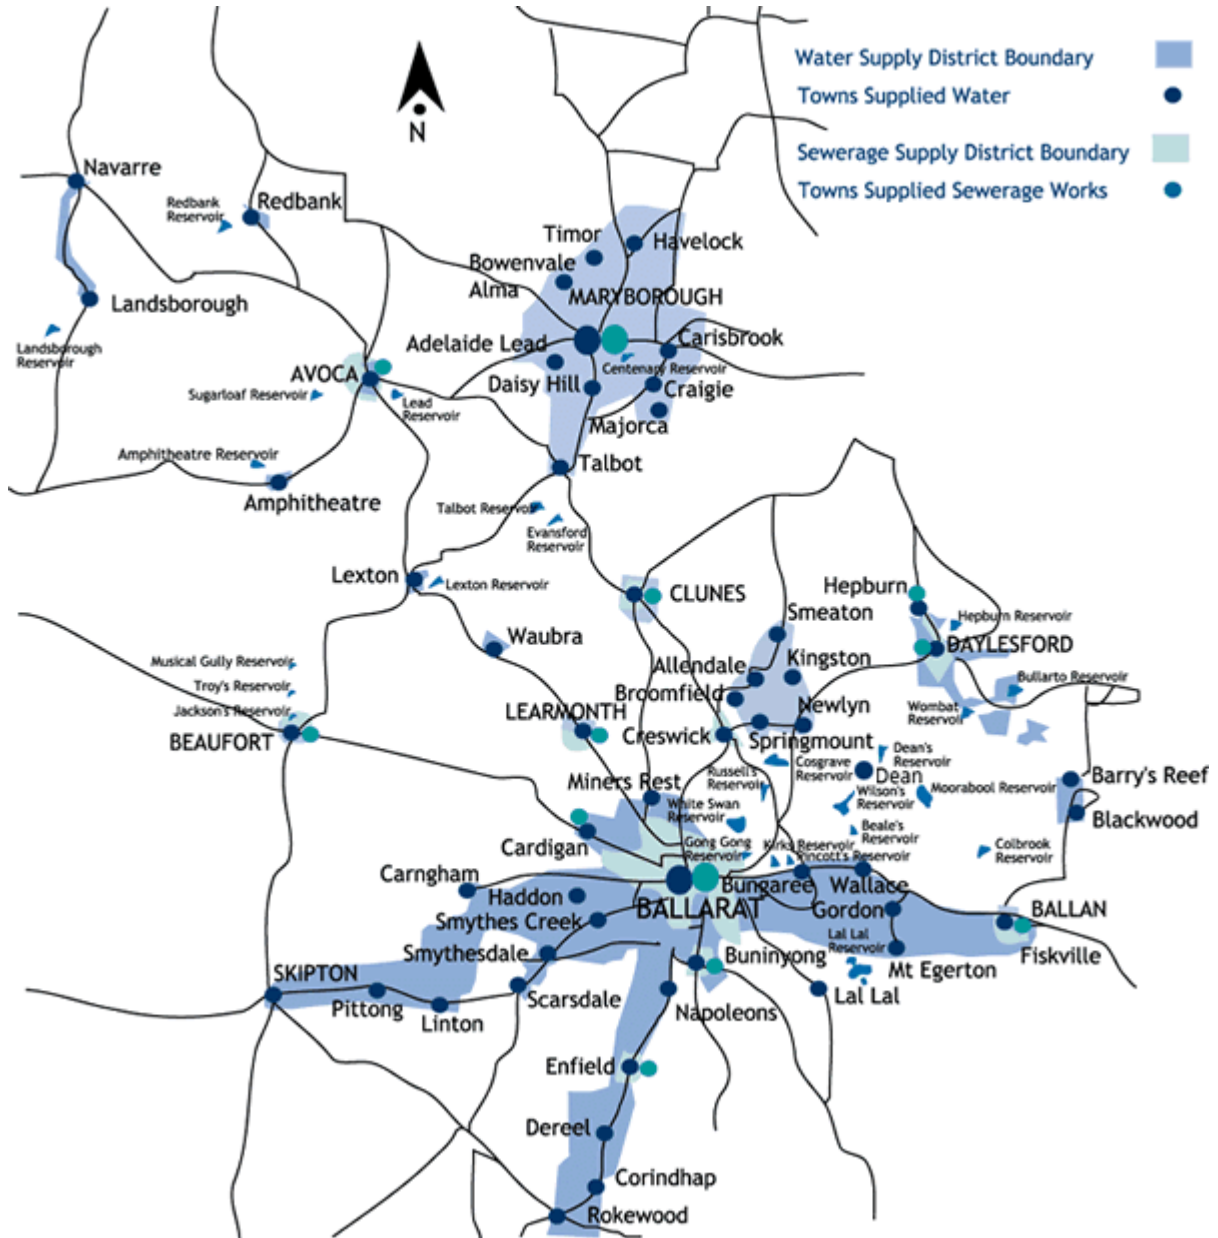 Water Supply District Boundary
Towns Supplied Water
Sewerage Supply District Boundary
Towns Supplied Sewerage Works
N
Navarre
Redbank
Reservoir
Redbank
Timor
Havelock
Bowenvale
Alma
MARYBOROUGH
Landsborough
Landsborough
Reservoir
Adelaide Lead
Carisbrook
Centenary Reservoir
AVOCA
Daisy Hill
Craigie
Sugarloaf Reservoir
Lead
Reservoir
Majorca
Amphitheatre Reservoir
Talbot
Amphitheatre
Talbot Reservoir
Evansford
Reservoir
Lexton
Lexton Reservoir
CLUNES
Hepburn
Smeaton
Hepburn Reservoir
Waubra
DAYLESFORD
Musical Gully Reservoir
Allendale
Kingston
Bullarto Reservoir
Troy's Reservoir
Broomfield
Jackson's Reservoir
LEARMONTH
Newlyn
Wombat
Reservoir
BEAUFORT
Creswick
Springmount
Dean's
Reservoir
Cosgrave
Reservoir
Dean
Miners Rest
Russell's
Reservoir
Barry's Reef
Moorabool Reservoir
Wilson's
Reservoir
White Swan
Reservoir
Blackwood
Beale's
Reservoir
Cardigan
Gong Gong
Reservoir
Kirks Reservoir
Pincott's Reservoir
Colbrook
Reservoir
Carngham
Bungaree
Wallace
Haddon
BALLARAT
Gordon
BALLAN
Smythes Creek
Lal Lal
Reservoir
Smythesdale
Buninyong
Fiskville
Mt Egerton
SKIPTON
Scarsdale
Lal Lal
Pittong
Linton
Napoleons
Enfield
Dereel
Corindhap
Rokewood